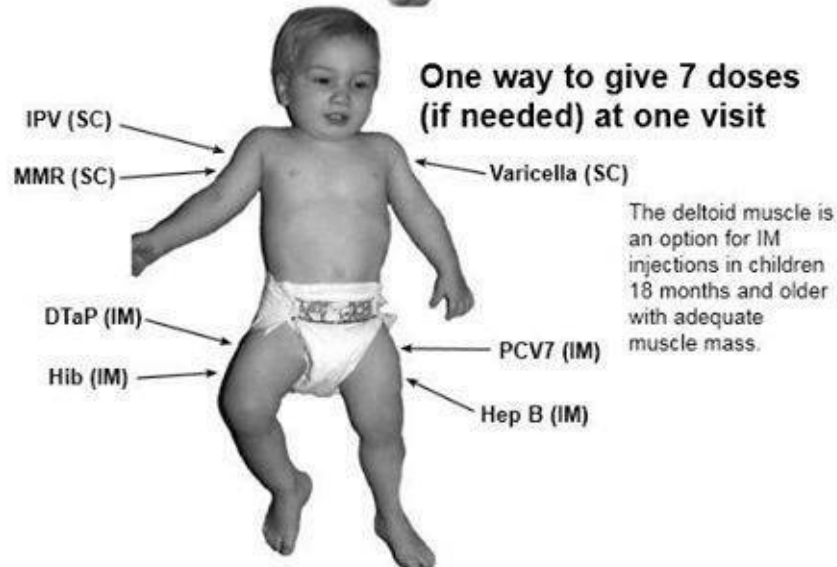 One way to give 7 doses
(if needed) at one visit
IPV (SC)
MMR (SC)
Varicella (SC)
The deltoid muscle is
an option for IM
injections in children
18 months and older
with adequate
muscle mass.
DTaP (IM)
Hib (IM)
PCV7 (IM)
Hep B (IM)